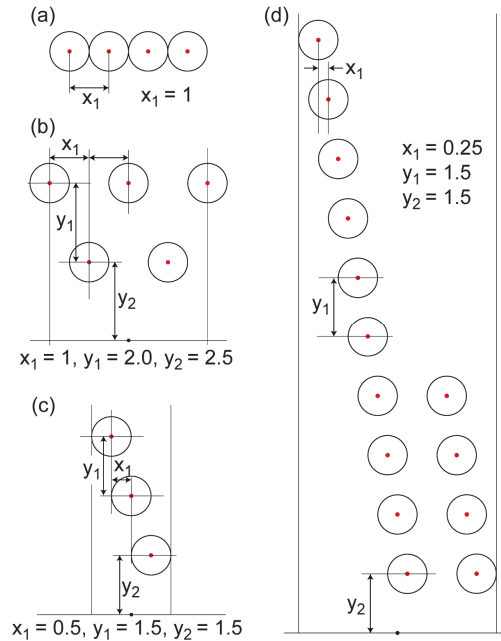 (a)
x1
x1 = 1
(b)
x1
y1
y2
x1 = 1, y1 = 2.0, y2 = 2.5
(c)
y1
x1
y2
x1 = 0.5, y1 = 1.5, y2 = 1.5
(d)
x1
x1 = 0.25
y1 = 1.5
y2 = 1.5
y1
y2